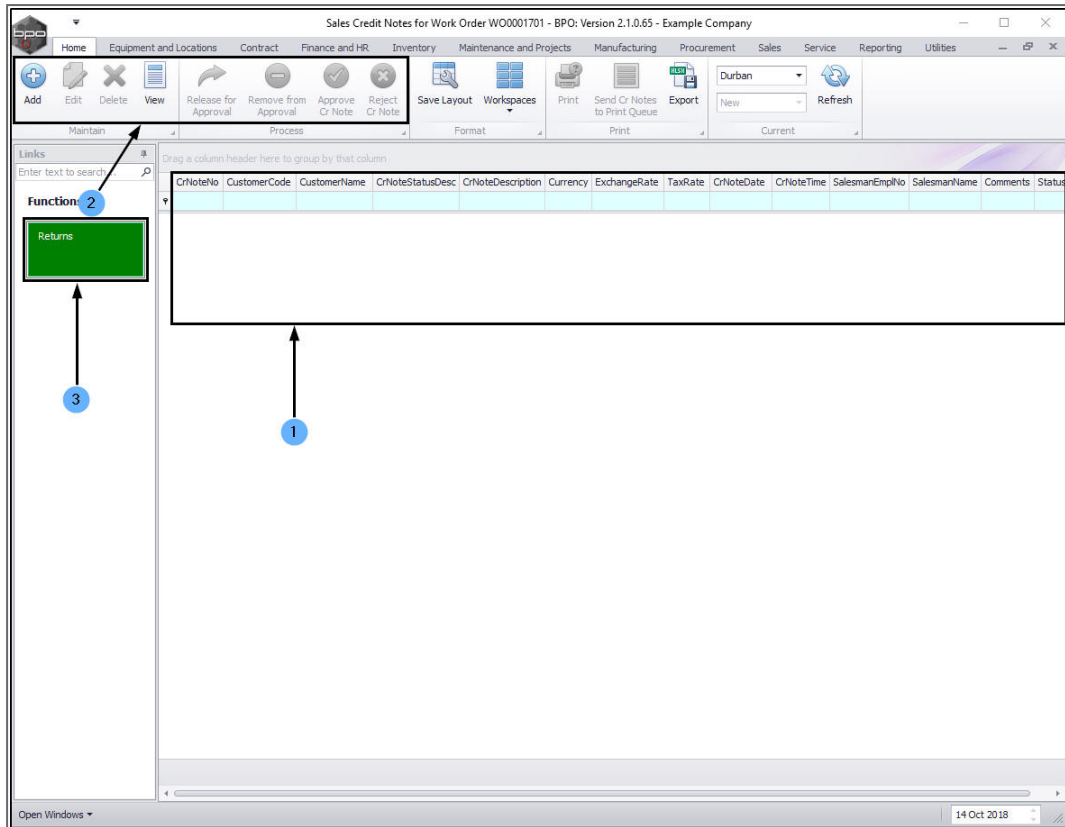 Sales Credit Notes for Work Order WO0001701 - BPO: Version 2.1.0.65 - Example Company
bpo
Home Equipment and Locations Contract Finance and HR Inventory Maintenance and Projects Manufacturing Procurement Sales Service Reporting Utilities
Add Edit Delete View Release for Approval Remove from Approval Approve Cr Note Reject Cr Note Save Layout Workspaces Print Send Cr Notes to Print Queue XLSX Export Durban New Refresh
Maintain Process Format Print Current
Links
Enter text to search...
Drag a column header here to group by that column
CrNoteNo CustomerCode CustomerName CrNoteStatusDesc CrNoteDescription Currency ExchangeRate TaxRate CrNoteDate CrNoteTime SalesmanEmplNo SalesmanName Comments Status
Functions 2
Returns
3
1
Open Windows 14 Oct 2018